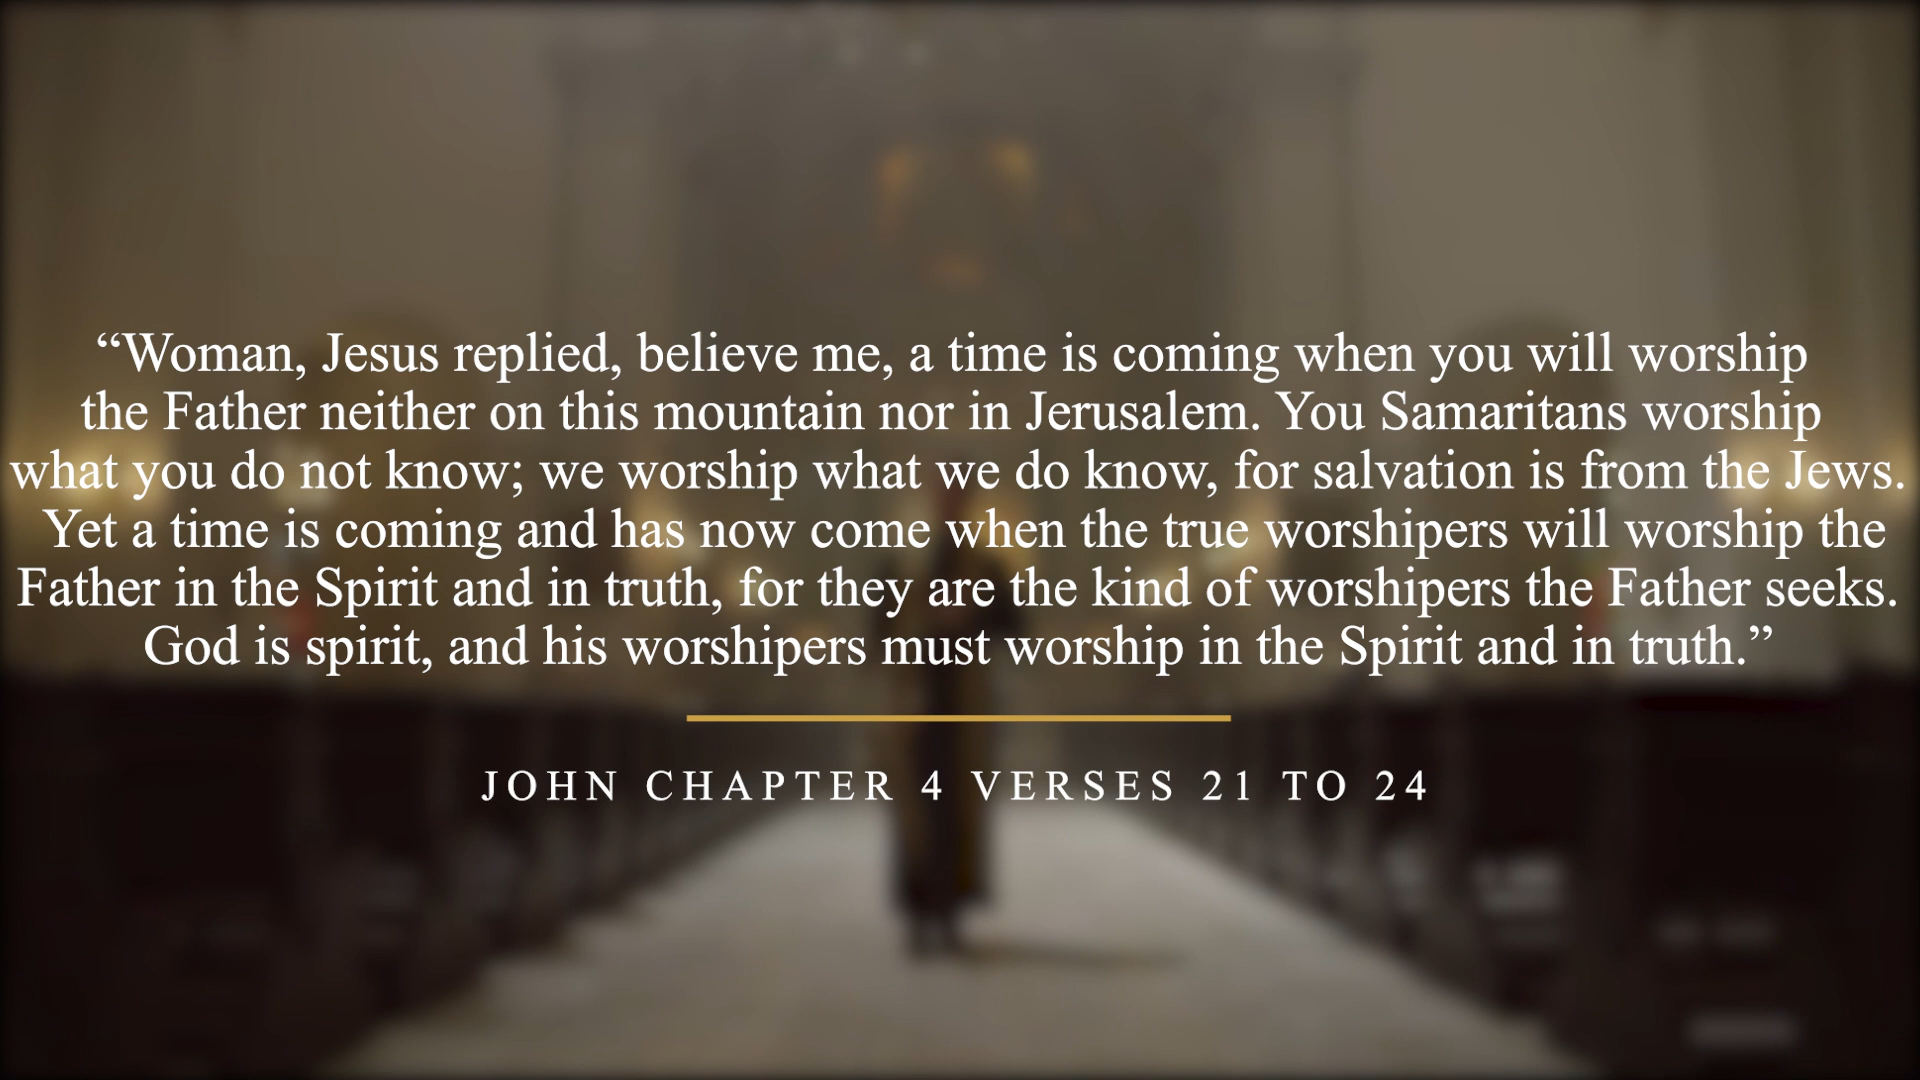 “Woman, Jesus replied, believe me, a time is coming when you will worship
the Father neither on this mountain nor in Jerusalem. You Samaritans worship
what you do not know; we worship what we do know, for salvation is from the Jews.
Yet a time is coming and has now come when the true worshipers will worship the
Father in the Spirit and in truth, for they are the kind of worshipers the Father seeks.
God is spirit, and his worshipers must worship in the Spirit and in truth.”
JOHN CHAPTER 4 VERSES 21 TO 24